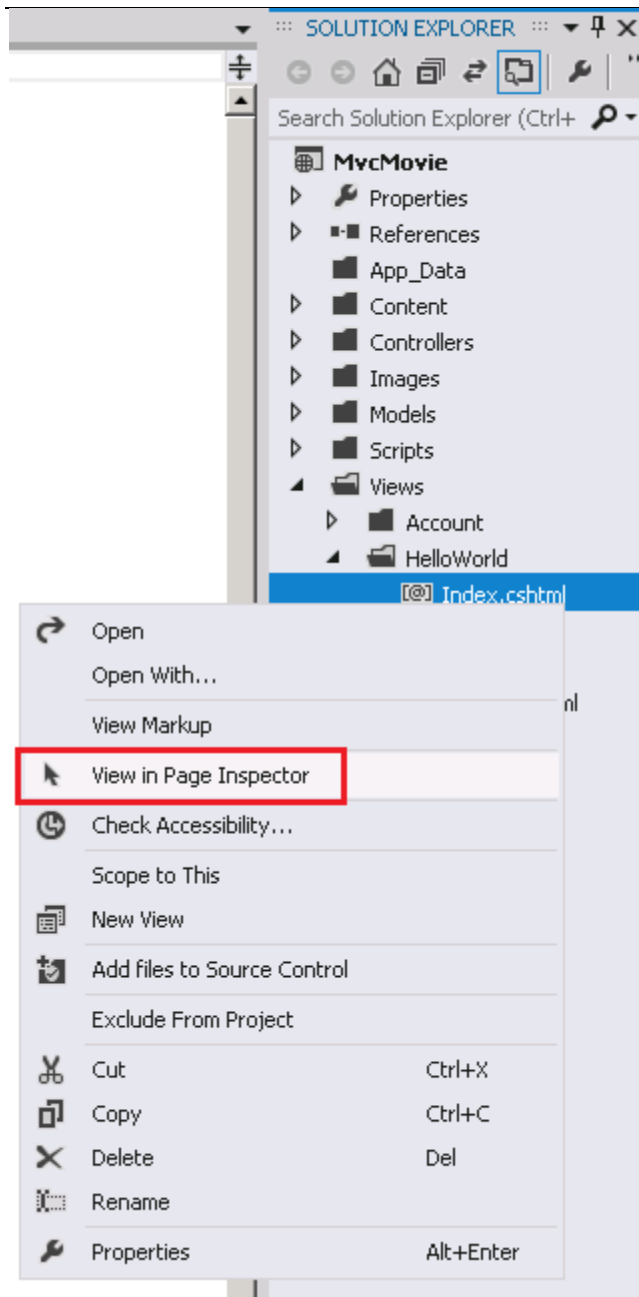 SOLUTION EXPLORER
Search Solution Explorer (Ctrl+
MvcMovie
Properties
References
App_Data
Content
Controllers
Images
Models
Scripts
Views
Account
HelloWorld
[@] Index.cshtml
Open
Open With...
ml
View Markup
View in Page Inspector
Check Accessibility...
Scope to This
New View
Add files to Source Control
Exclude From Project
Cut Ctrl+X
Copy Ctrl+C
Delete Del
Rename
Properties Alt+Enter